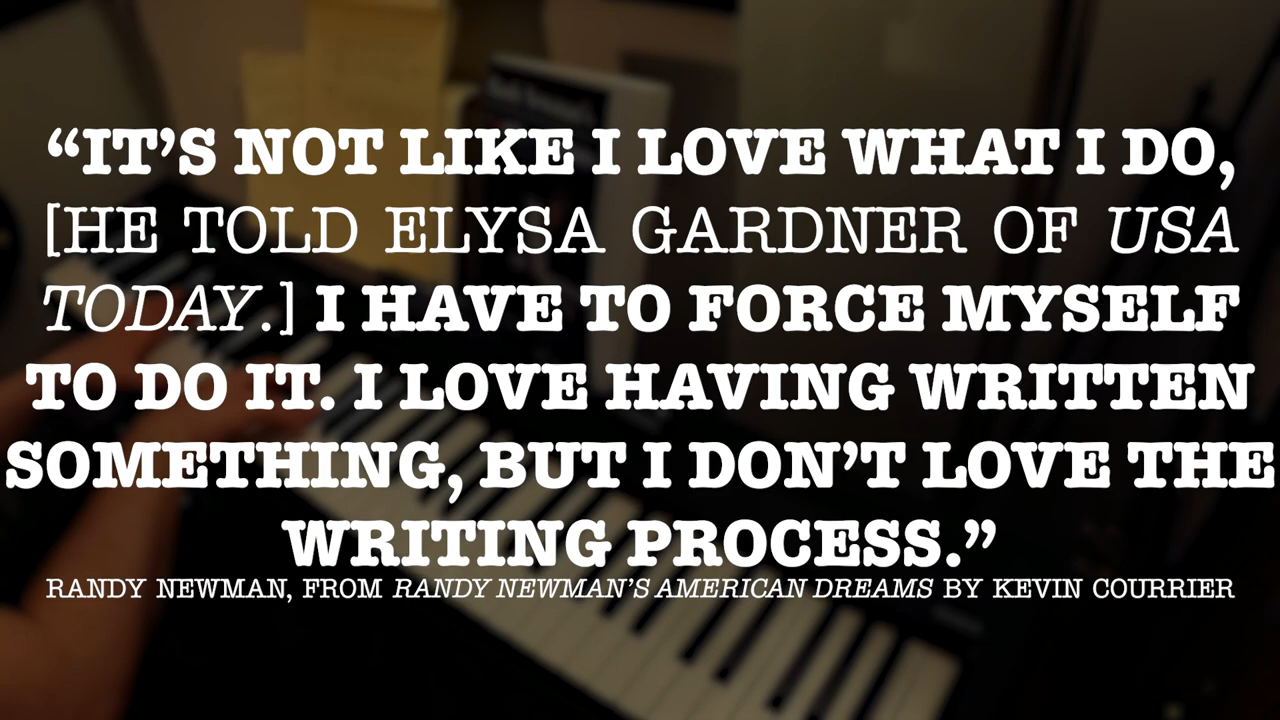 “IT’S NOT LIKE I LOVE WHAT I DO,
[HE TOLD ELYSA GARDNER OF USA
TODAY.] I HAVE TO FORCE MYSELF
TO DO IT. I LOVE HAVING WRITTEN
SOMETHING, BUT I DON’T LOVE THE
WRITING PROCESS.”
RANDY NEWMAN, FROM RANDY NEWMAN’S AMERICAN DREAMS BY KEVIN COURRIER